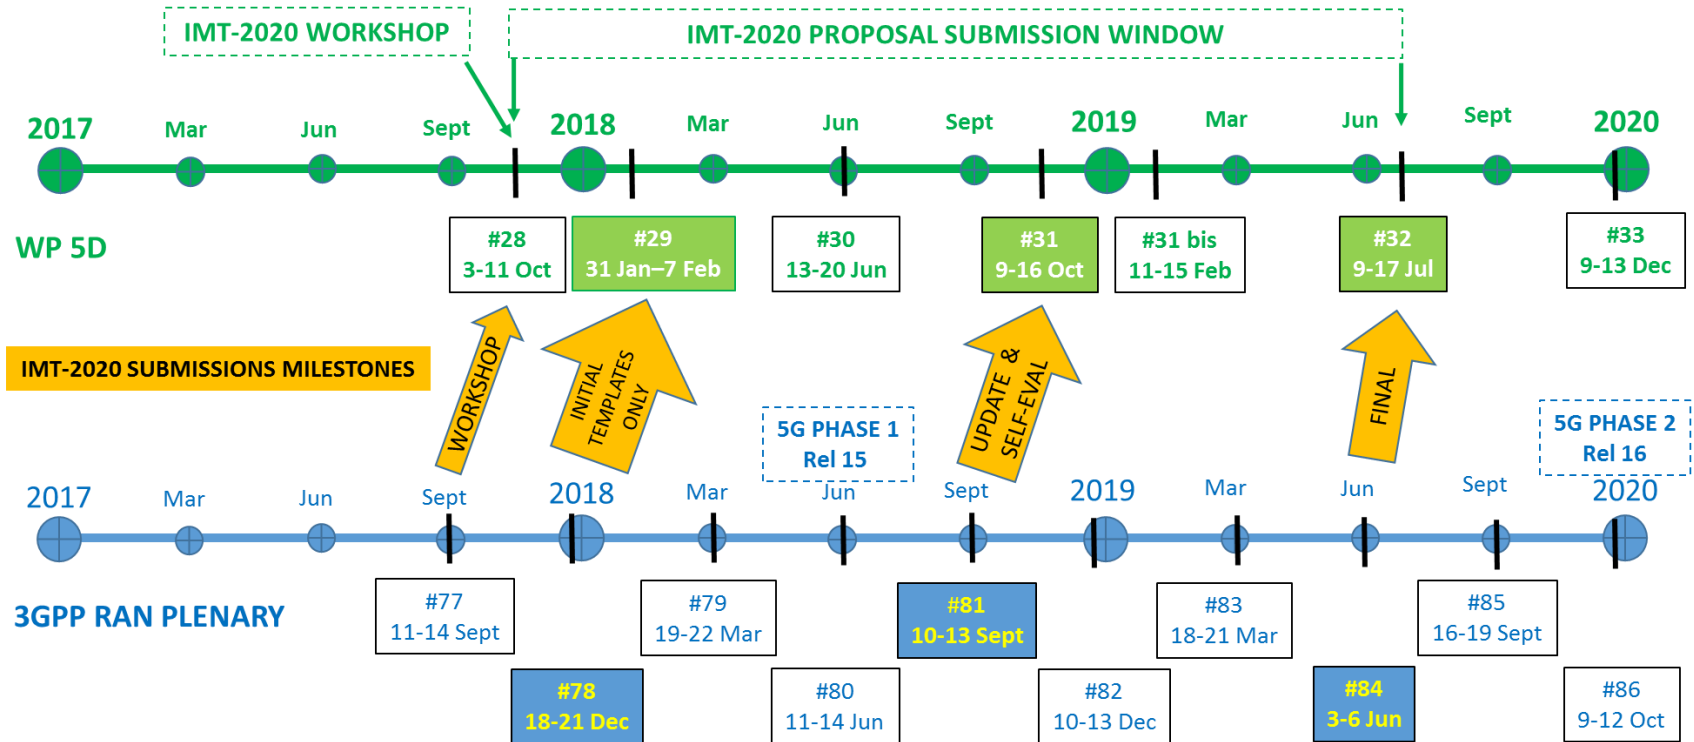 IMT-2020 WORKSHOP
IMT-2020 PROPOSAL SUBMISSION WINDOW
2017
Mar
Jun
Sept
2018
Mar
Jun
Sept
2019
Mar
Jun
Sept
2020
WP 5D
#28
3-11 Oct
#29
31 Jan–7 Feb
#30
13-20 Jun
#31
9-16 Oct
#31 bis
11-15 Feb
#32
9-17 Jul
#33
9-13 Dec
IMT-2020 SUBMISSIONS MILESTONES
WORKSHOP
INITIAL
TEMPLATES
ONLY
UPDATE &
SELF-EVAL
FINAL
5G PHASE 1
Rel 15
5G PHASE 2
Rel 16
2017
Mar
Jun
Sept
2018
Mar
Jun
Sept
2019
Mar
Jun
Sept
2020
3GPP RAN PLENARY
#77
11-14 Sept
#78
18-21 Dec
#79
19-22 Mar
#80
11-14 Jun
#81
10-13 Sept
#82
10-13 Dec
#83
18-21 Mar
#84
3-6 Jun
#85
16-19 Sept
#86
9-12 Oct